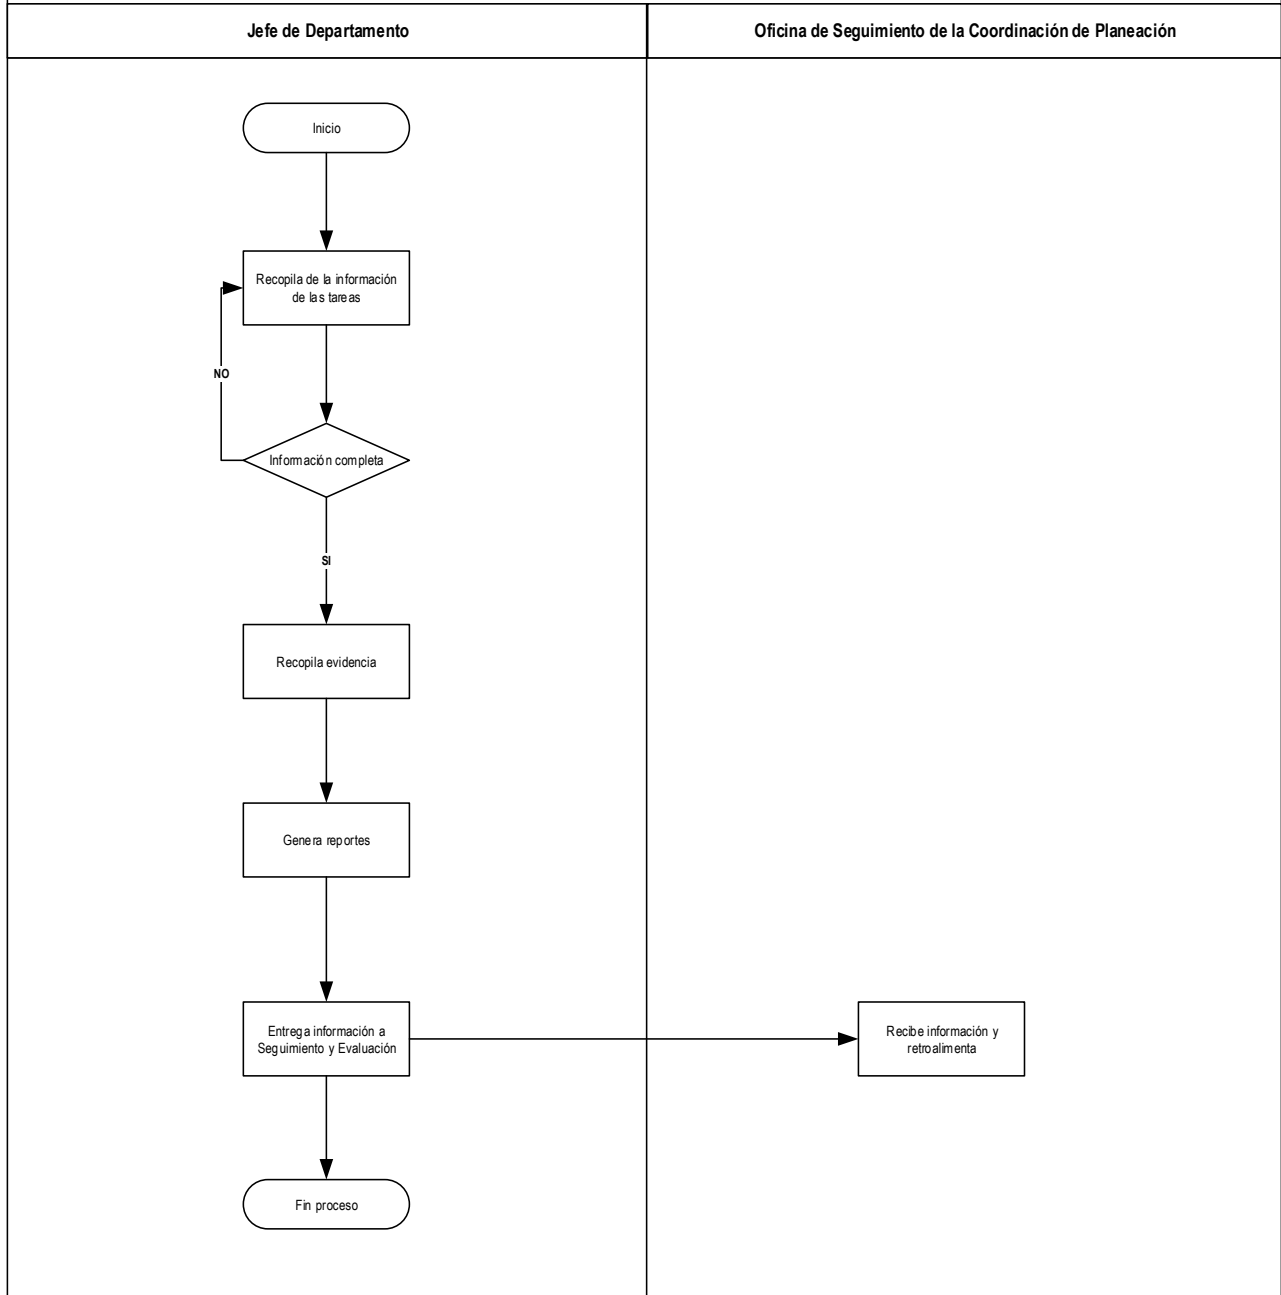 Jefe de Departamento
Oficina de Seguimiento de la Coordinación de Planeación
Inicio
Recopila de la información
de las tareas
NO
Información completa
SI
Recopila evidencia
Genera reportes
Entrega información a
Seguimiento y Evaluación
Recibe información y
retroalimenta
Fin proceso